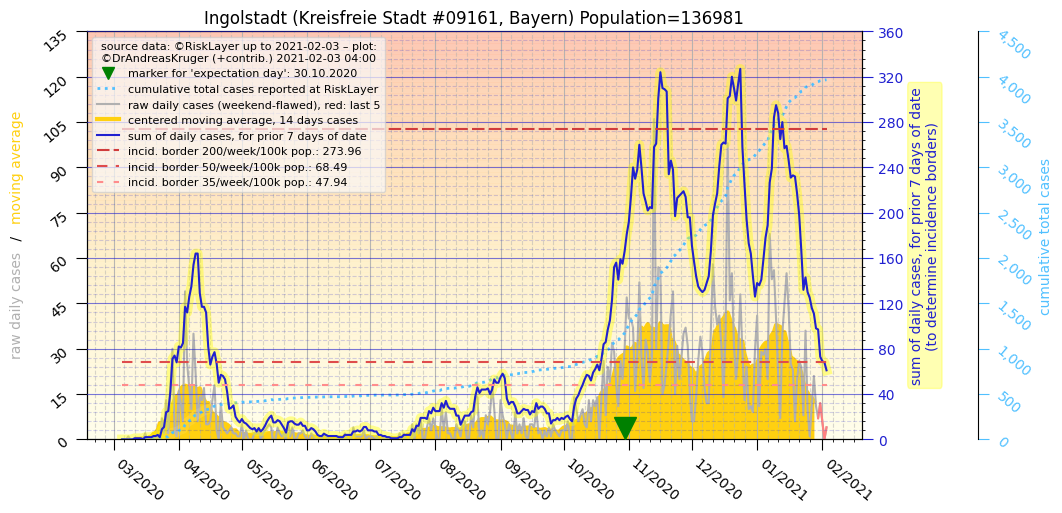 Ingolstadt (Kreisfreie Stadt #09161, Bayern) Population=136981
source data: ©RiskLayer up to 2021-02-03 – plot:
©DrAndreasKruger (+contrib.) 2021-02-03 04:00
marker for 'expectation day': 30.10.2020
cumulative total cases reported at RiskLayer
raw daily cases (weekend-flawed), red: last 5
centered moving average, 14 days cases
sum of daily cases, for prior 7 days of date
incid. border 200/week/100k pop.: 273.96
incid. border 50/week/100k pop.: 68.49
incid. border 35/week/100k pop.: 47.94
raw daily cases / moving average
135
120
105
90
75
60
45
30
15
0
03/2020
04/2020
05/2020
06/2020
07/2020
08/2020
09/2020
10/2020
11/2020
12/2020
01/2021
02/2021
360
320
280
240
200
160
120
80
40
0
sum of daily cases, for prior 7 days of date
(to determine incidence borders)
4,500
4,000
3,500
3,000
2,500
2,000
1,500
1,000
500
0
cumulative total cases